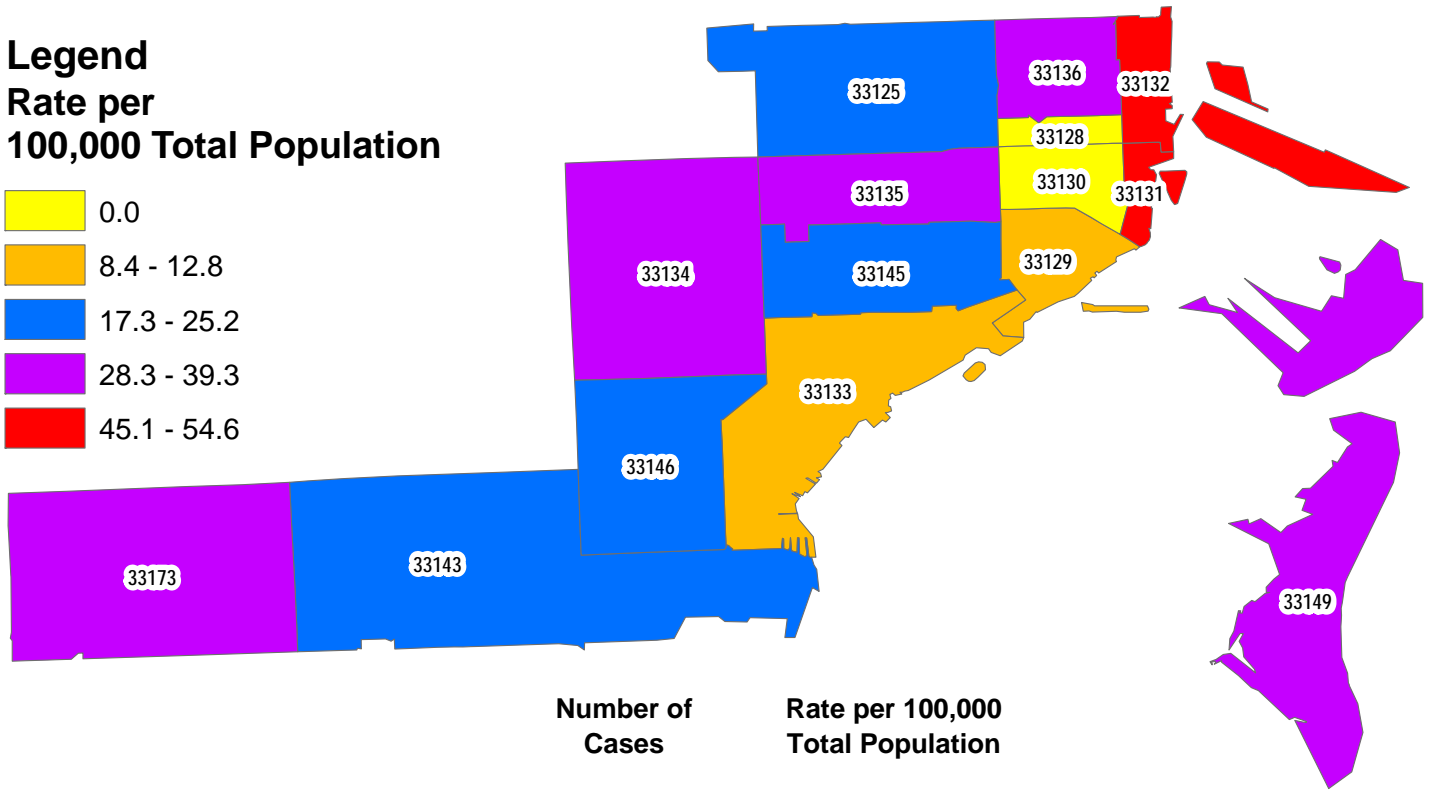 Legend
Rate per
100,000 Total Population
0.0
8.4 - 12.8
17.3 - 25.2
28.3 - 39.3
45.1 - 54.6
33125
33136
33132
33128
33135
33130
33131
33134
33145
33129
33133
33146
33173
33143
33149
Number of
Cases
Rate per 100,000
Total Population